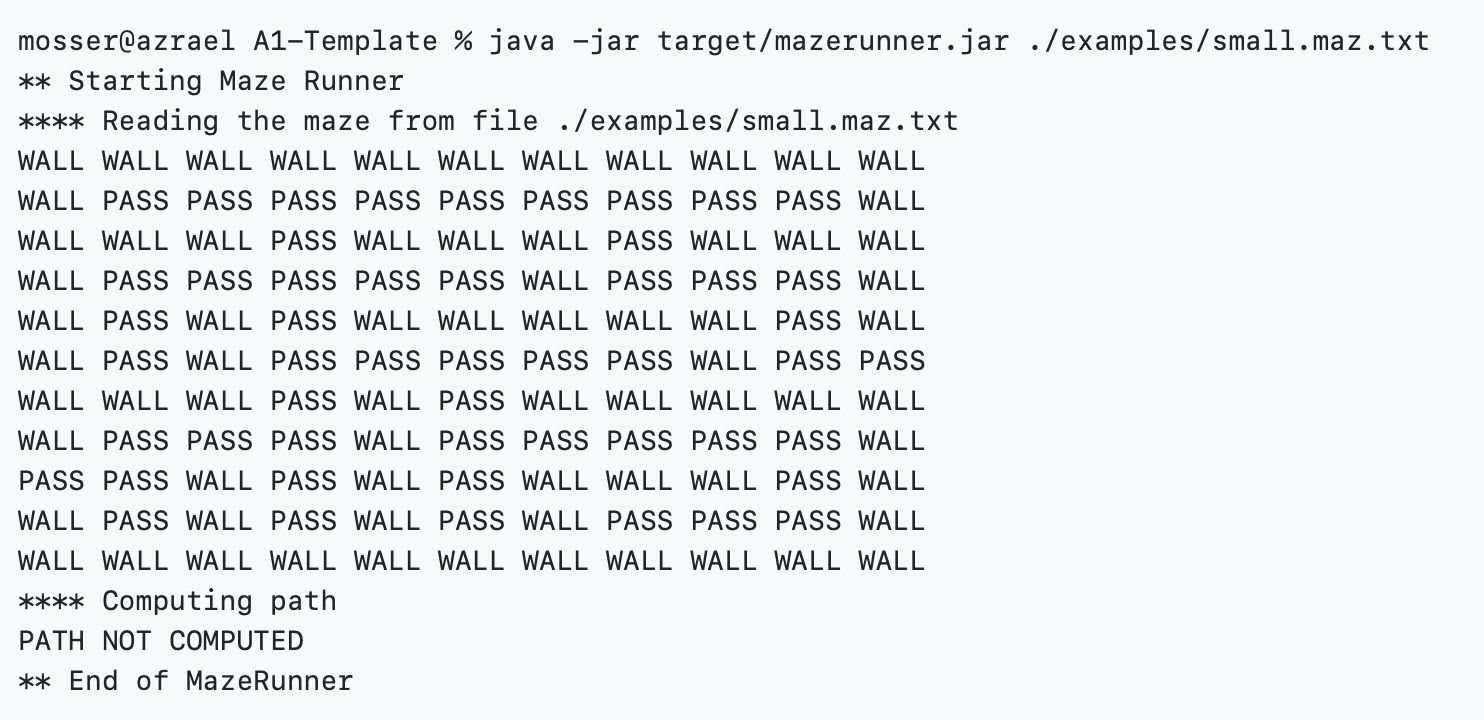 mosser@azrael A1-Template % java -jar target/mazerunner.jar ./examples/small.maz.txt
** Starting Maze Runner
**** Reading the maze from file ./examples/small.maz.txt
WALL WALL WALL WALL WALL WALL WALL WALL WALL WALL WALL
WALL PASS PASS PASS PASS PASS PASS PASS PASS PASS WALL
WALL WALL WALL PASS WALL WALL WALL PASS WALL WALL WALL
WALL PASS PASS PASS PASS PASS WALL PASS PASS PASS WALL
WALL PASS WALL PASS WALL WALL WALL WALL WALL PASS WALL
WALL PASS WALL PASS PASS PASS PASS PASS WALL PASS PASS
WALL WALL WALL PASS WALL PASS WALL WALL WALL WALL WALL
WALL PASS PASS PASS WALL PASS PASS PASS PASS PASS WALL
PASS PASS WALL PASS WALL PASS WALL WALL WALL PASS WALL
WALL PASS WALL PASS WALL PASS WALL PASS PASS PASS WALL
WALL WALL WALL WALL WALL WALL WALL WALL WALL WALL WALL
**** Computing path
PATH NOT COMPUTED
** End of MazeRunner